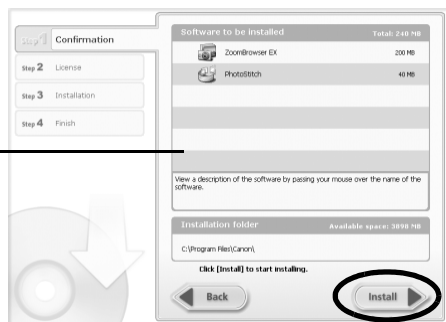 Step 1 Confirmation
Step 2 License
Step 3 Installation
Step 4 Finish
Software to be installed Total: 240 MB
ZoomBrowser EX 200 MB
PhotoStitch 40 MB
View a description of the software by passing your mouse over the name of the
software.
Installation folder Available space: 3898 MB
C:\Program Files\Canon\
Click [Install] to start installing.
Back Install